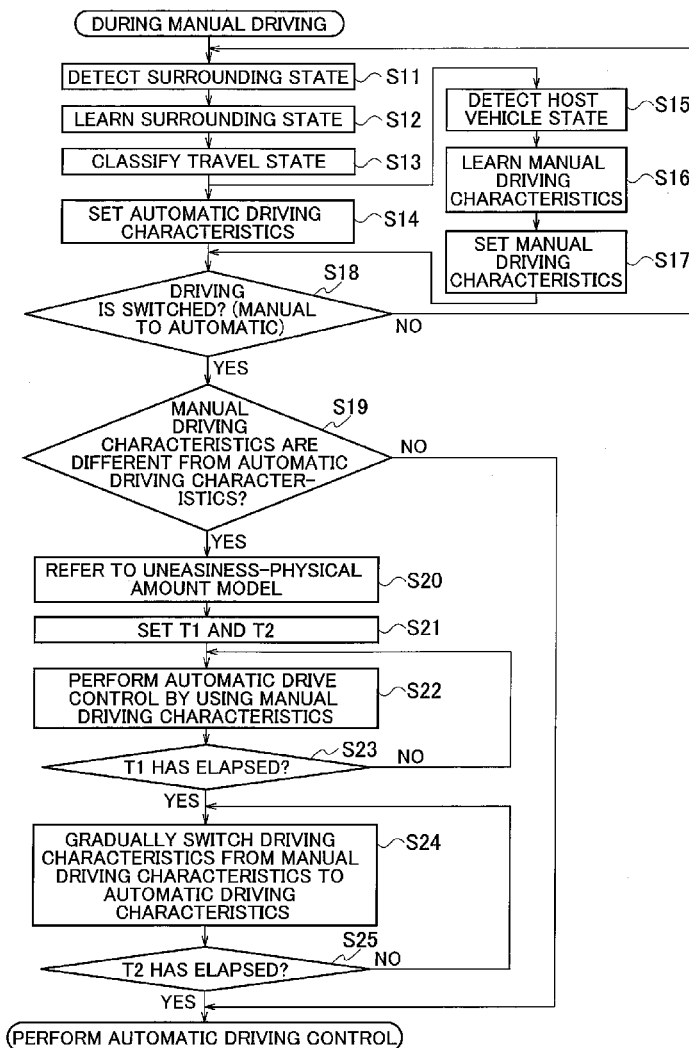 DURING MANUAL DRIVING
DETECT SURROUNDING STATE
S11
LEARN SURROUNDING STATE
S12
CLASSIFY TRAVEL STATE
S13
SET AUTOMATIC DRIVING
CHARACTERISTICS
S14
DETECT HOST
VEHICLE STATE
S15
LEARN MANUAL
DRIVING
CHARACTERISTICS
S16
SET MANUAL
DRIVING
CHARACTERISTICS
S17
S18
DRIVING
IS SWITCHED? (MANUAL
TO AUTOMATIC)
NO
YES
S19
MANUAL
DRIVING
CHARACTERISTICS ARE
DIFFERENT FROM AUTOMATIC
DRIVING CHARACTER-
ISTICS?
NO
YES
REFER TO UNEASINESS-PHYSICAL
AMOUNT MODEL
S20
SET T1 AND T2
S21
PERFORM AUTOMATIC DRIVE
CONTROL BY USING MANUAL
DRIVING CHARACTERISTICS
S22
S23
T1 HAS ELAPSED?
NO
YES
GRADUALLY SWITCH DRIVING
CHARACTERISTICS FROM MANUAL
DRIVING CHARACTERISTICS TO
AUTOMATIC DRIVING
CHARACTERISTICS
S24
S25
T2 HAS ELAPSED?
NO
YES
PERFORM AUTOMATIC DRIVING CONTROL